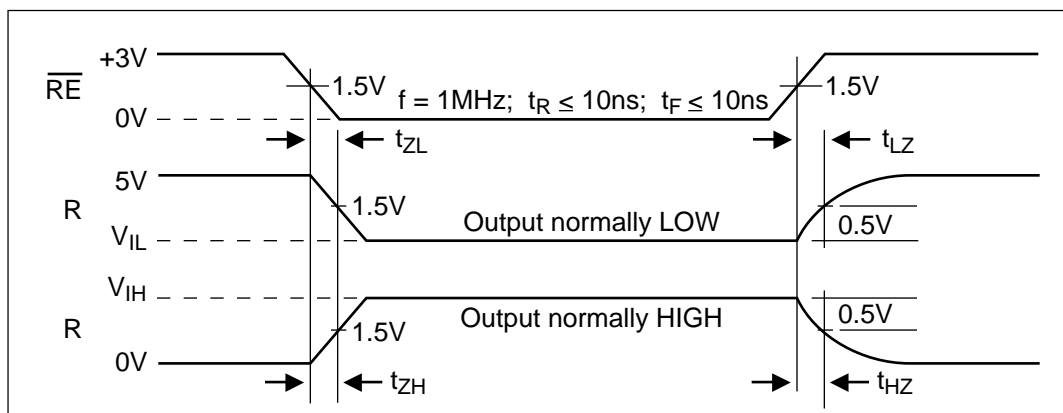 +3V
R̅E̅
1.5V
f = 1MHz; tR ≤ 10ns; tF ≤ 10ns
1.5V
0V
tZL
tLZ
5V
R
1.5V
Output normally LOW
0.5V
VIL
VIH
R
1.5V
Output normally HIGH
0.5V
0V
tZH
tHZ